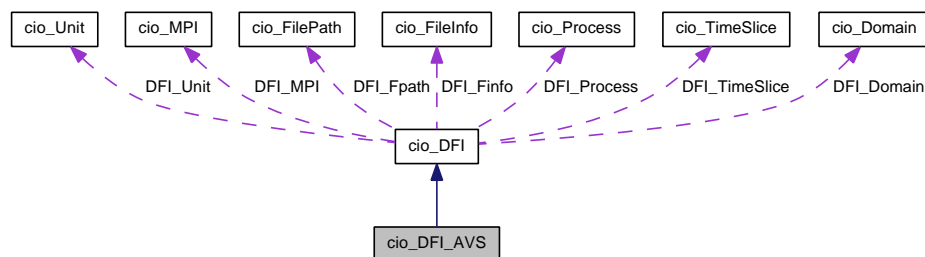 cio_Unit cio_MPI cio_FilePath cio_FileInfo cio_Process cio_TimeSlice cio_Domain
DFI_Unit DFI_MPI DFI_Fpath DFI_Finfo DFI_Process DFI_TimeSlice DFI_Domain
cio_DFI
cio_DFI_AVS